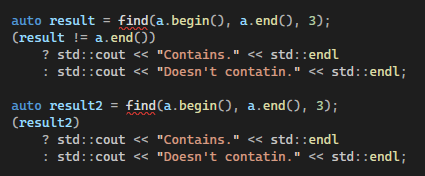 auto result = find(a.begin(), a.end(), 3);
(result != a.end())
    ? std::cout << "Contains." << std::endl
    : std::cout << "Doesn't contatin." << std::endl;

auto result2 = find(a.begin(), a.end(), 3);
(result2)
    ? std::cout << "Contains." << std::endl
    : std::cout << "Doesn't contatin." << std::endl;